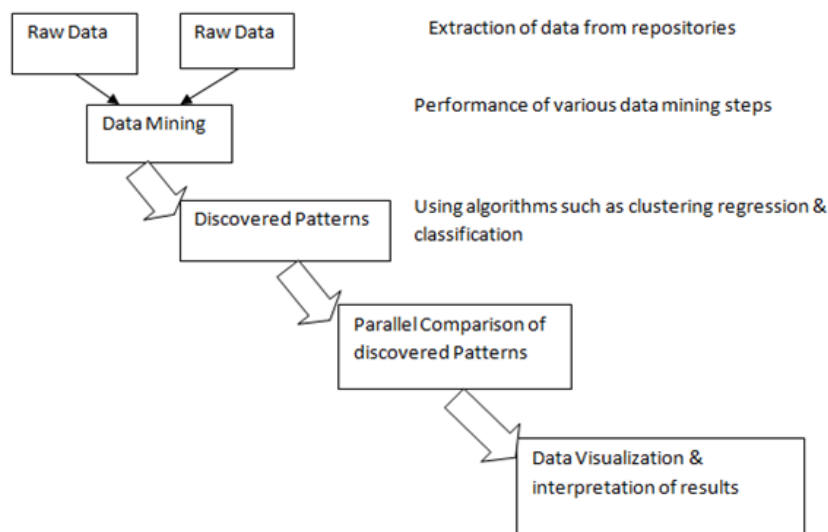 Raw Data
Raw Data
Extraction of data from repositories
Data Mining
Performance of various data mining steps
Discovered Patterns
Using algorithms such as clustering regression &
classification
Parallel Comparison of
discovered Patterns
Data Visualization &
interpretation of results